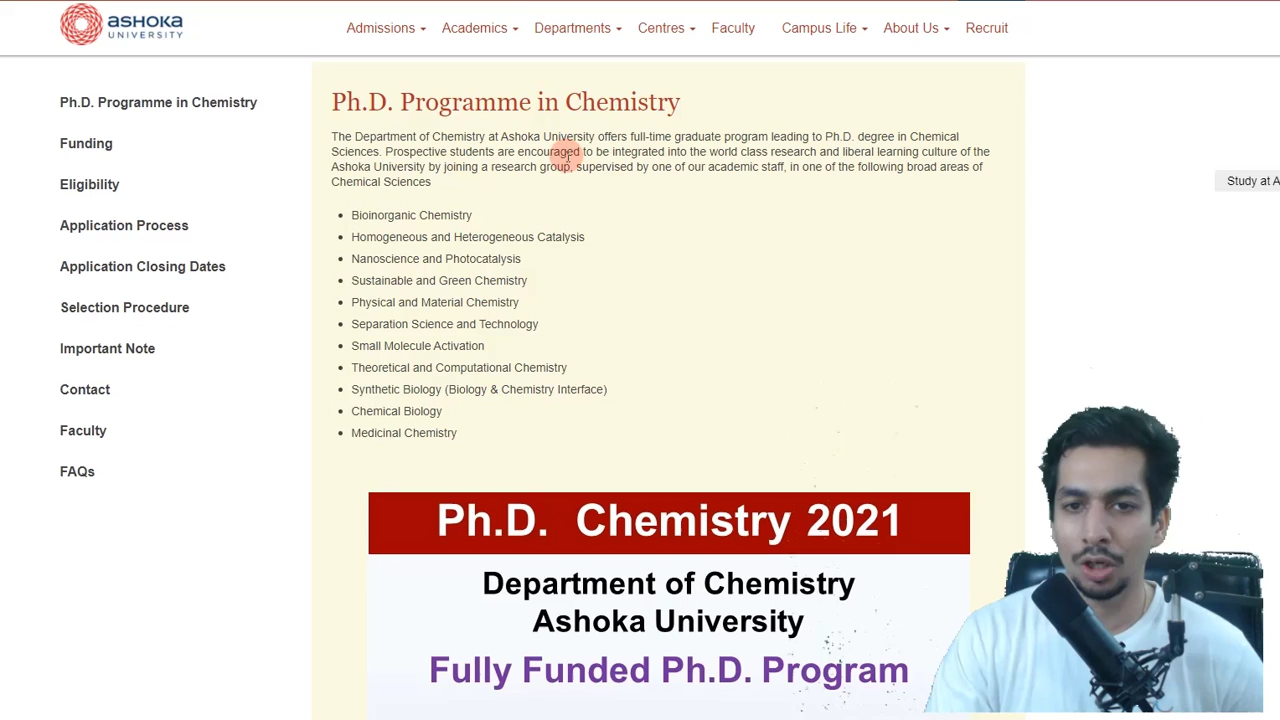 ASHOKA
UNIVERSITY
Admissions
Academics
Departments
Centres
Faculty
Campus Life
About Us
Recruit
Ph.D. Programme in Chemistry
Funding
Eligibility
Application Process
Application Closing Dates
Selection Procedure
Important Note
Contact
Faculty
FAQs
Ph.D. Programme in Chemistry
The Department of Chemistry at Ashoka University offers full-time graduate program leading to Ph.D. degree in Chemical
Sciences. Prospective students are encouraged to be integrated into the world class research and liberal learning culture of the
Ashoka University by joining a research group, supervised by one of our academic staff, in one of the following broad areas of
Chemical Sciences
• Bioinorganic Chemistry
• Homogeneous and Heterogeneous Catalysis
• Nanoscience and Photocatalysis
• Sustainable and Green Chemistry
• Physical and Material Chemistry
• Separation Science and Technology
• Small Molecule Activation
• Theoretical and Computational Chemistry
• Synthetic Biology (Biology & Chemistry Interface)
• Chemical Biology
• Medicinal Chemistry
Ph.D. Chemistry 2021
Department of Chemistry
Ashoka University
Fully Funded Ph.D. Program
Study at A